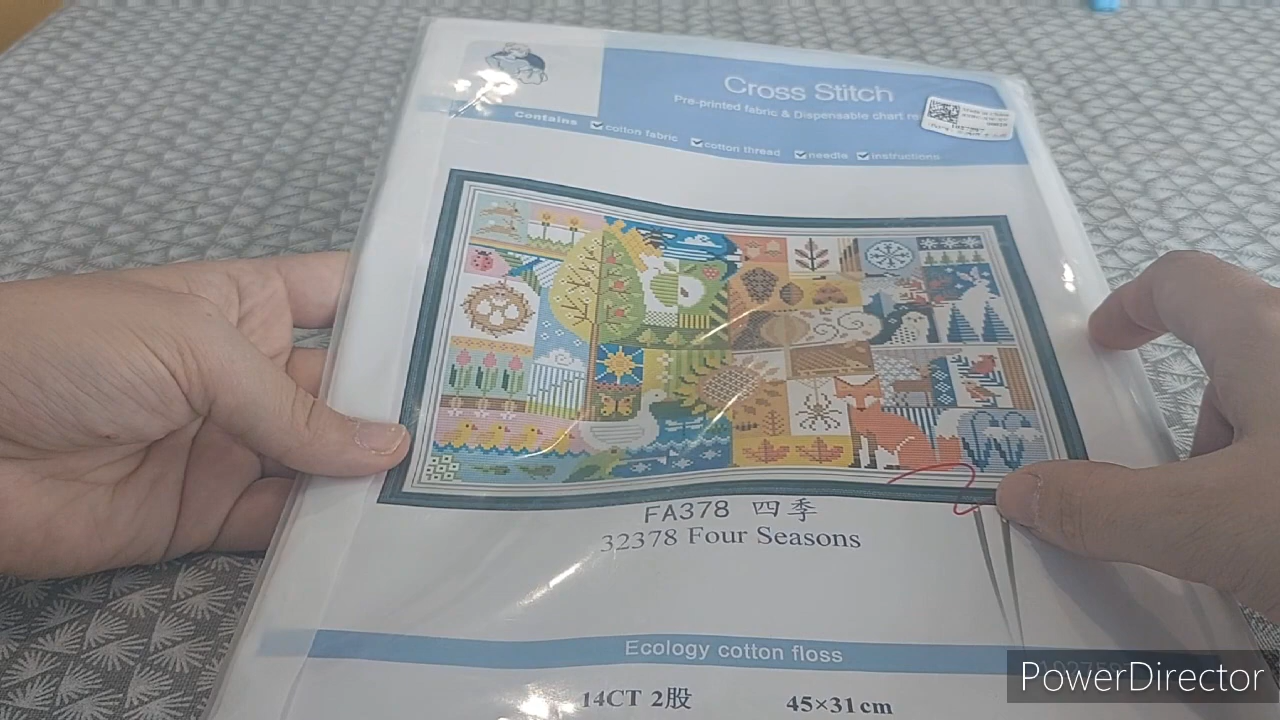 Cross Stitch
Pre-printed fabric & Dispensable chart
Contains cotton fabric cotton thread needle instructions
FA378 四季
32378 Four Seasons
Ecology cotton floss
14CT 2股 45×31cm
PowerDirector